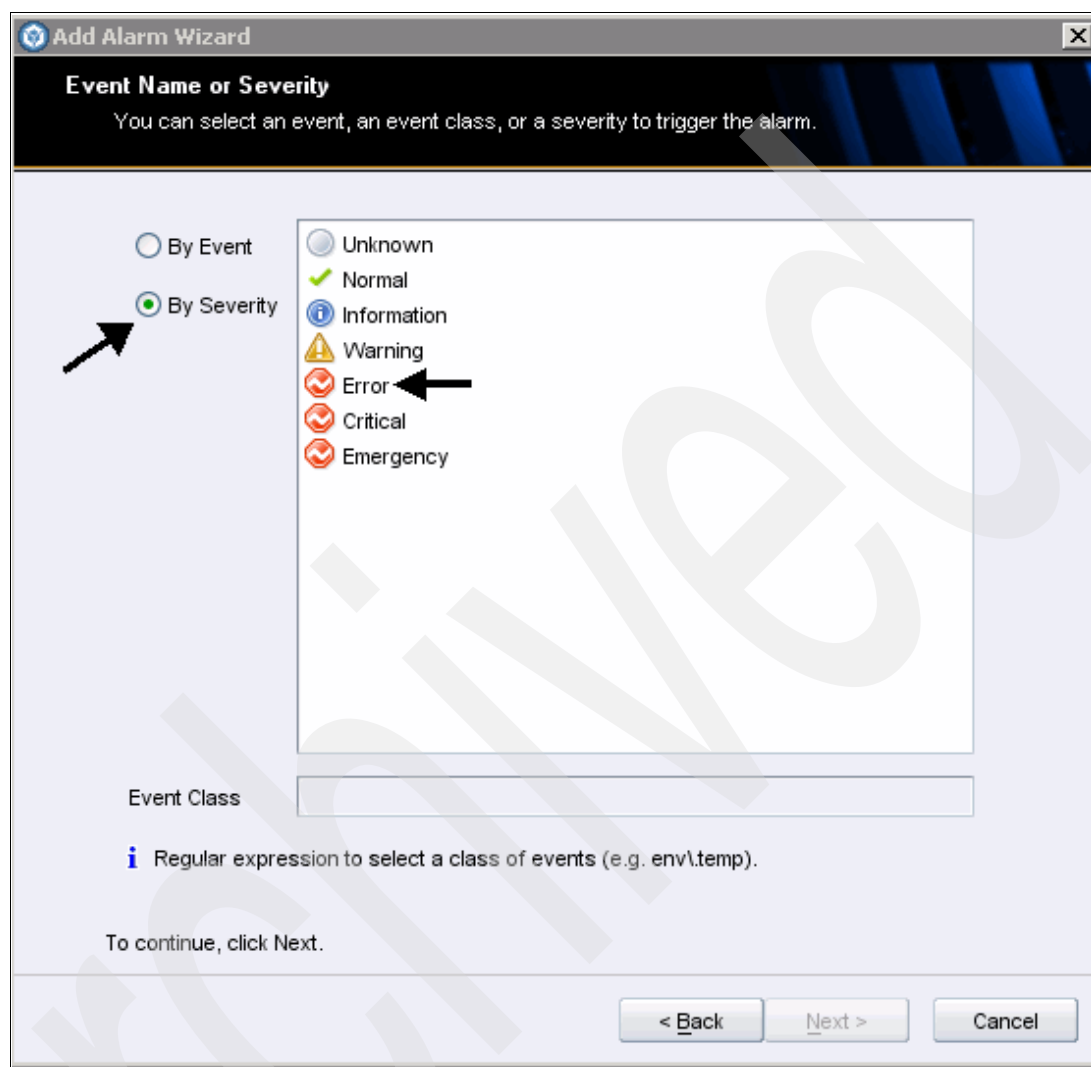 Add Alarm Wizard
Event Name or Severity
You can select an event, an event class, or a severity to trigger the alarm.
By Event
By Severity
Unknown
Normal
Information
Warning
Error
Critical
Emergency
Event Class
Regular expression to select a class of events (e.g. env\.temp).
To continue, click Next.
< Back
Next >
Cancel
rchived